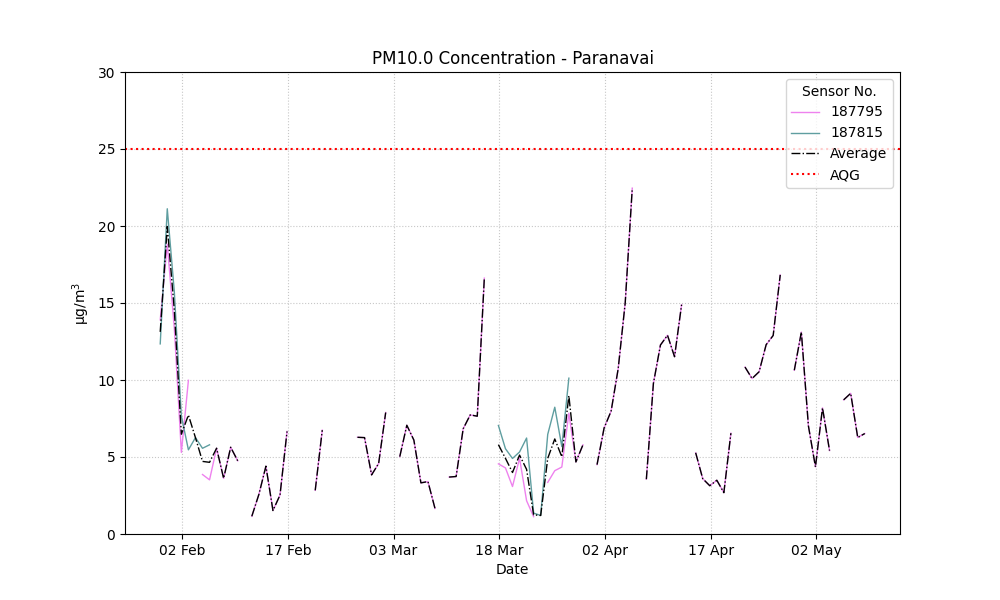 PM10.0 Concentration - Paranavai
30
25
20
15
10
5
0
µg/m³
Sensor No.
187795
187815
Average
AQG
02 Feb
17 Feb
03 Mar
18 Mar
02 Apr
17 Apr
02 May
Date